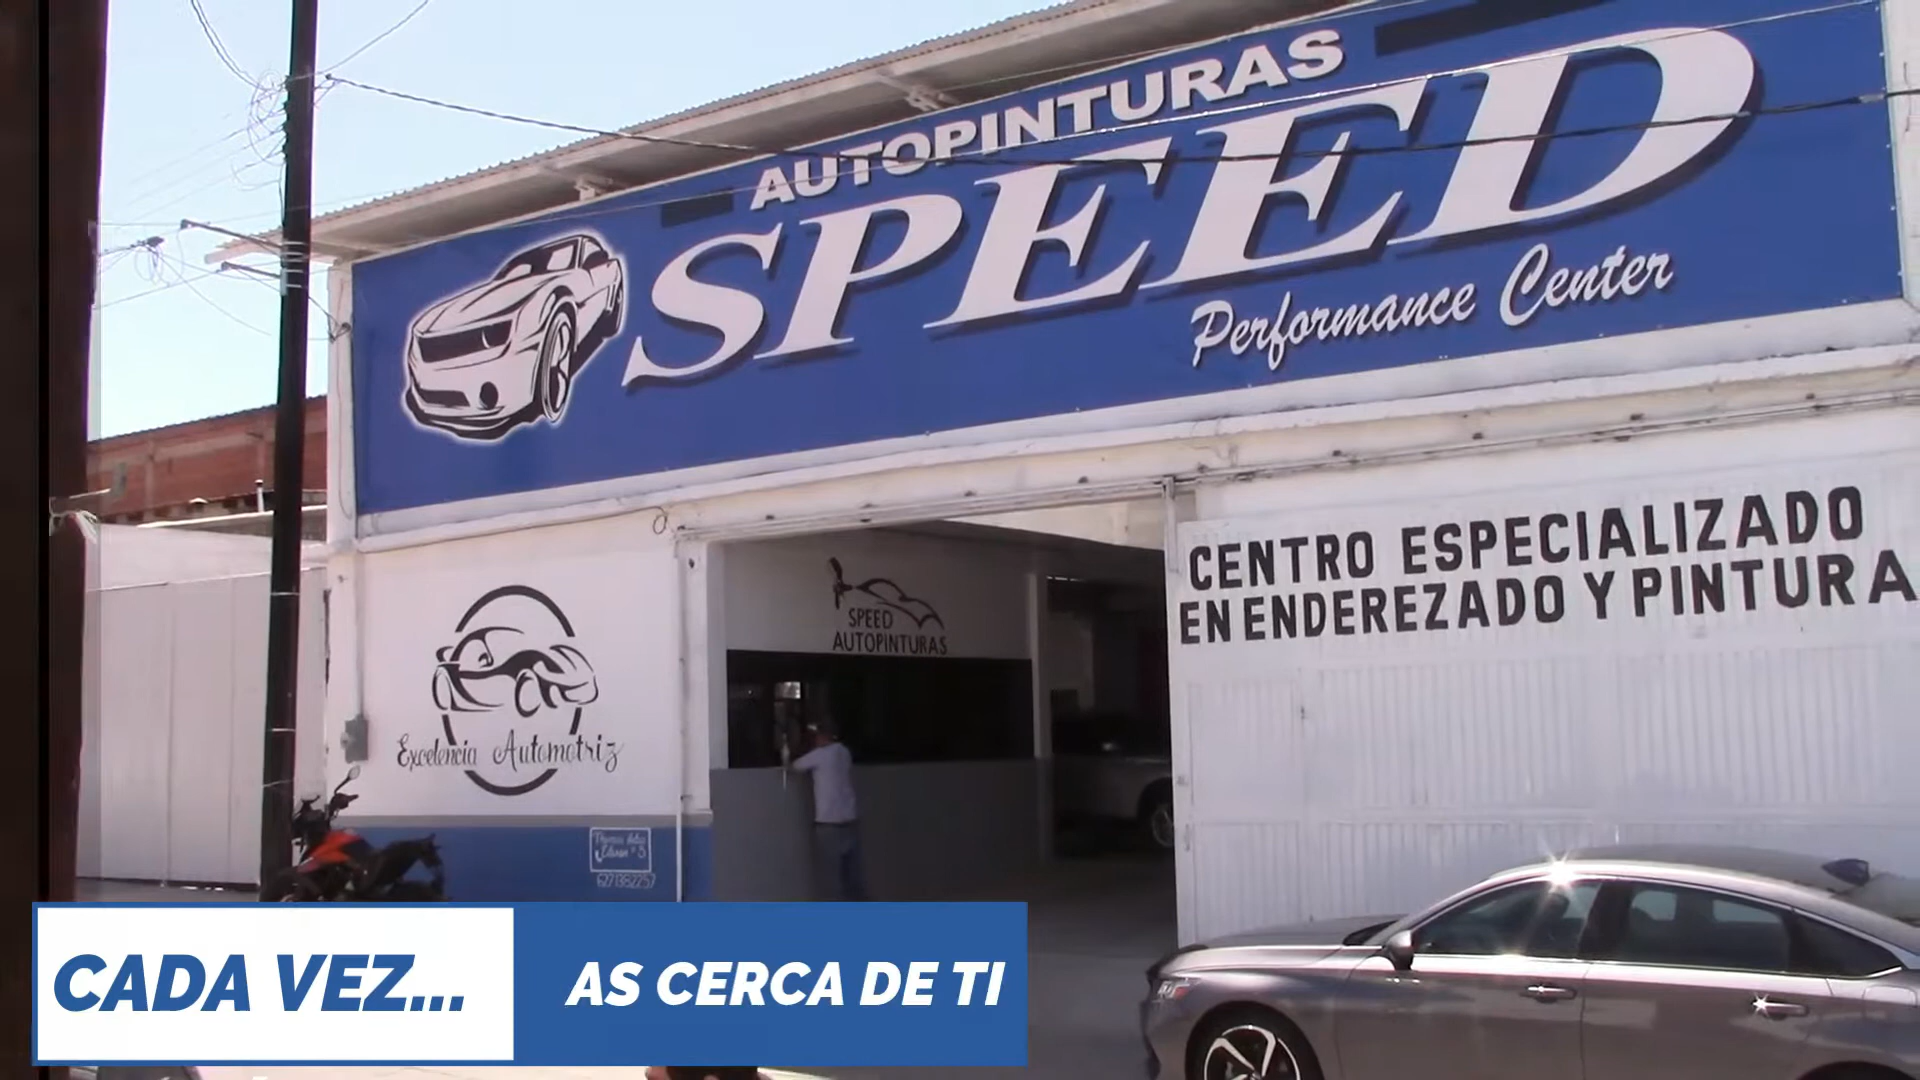 AUTOPINTURAS
SPEED
Performance Center
CENTRO ESPECIALIZADO
EN ENDEREZADO Y PINTURA
SPEED
AUTOPINTURAS
Excelencia Automotriz
CADA VEZ...
AS CERCA DE TI